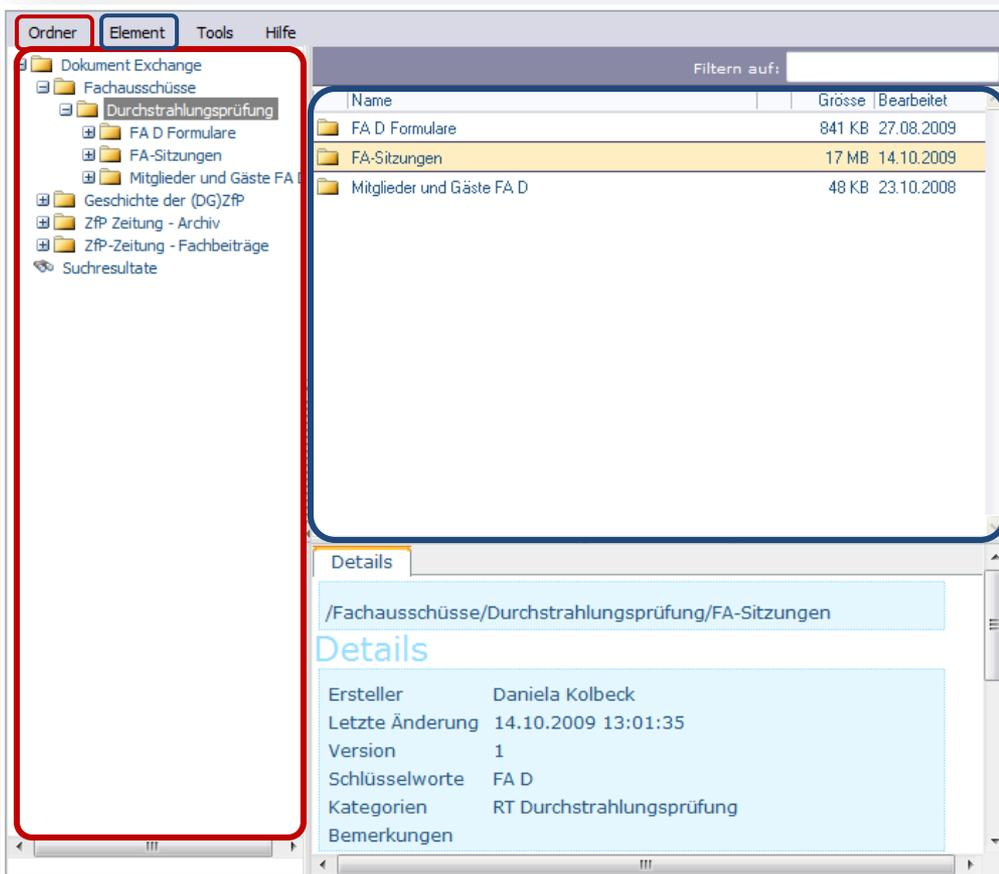 Ordner Element Tools Hilfe
Dokument Exchange
Fachausschüsse
Durchstrahlungsprüfung
FA D Formulare
FA-Sitzungen
Mitglieder und Gäste FA D
Geschichte der (DG)ZfP
ZfP Zeitung - Archiv
ZfP-Zeitung - Fachbeiträge
Suchresultate
Filtern auf:
Name Grösse Bearbeitet
FA D Formulare 841 KB 27.08.2009
FA-Sitzungen 17 MB 14.10.2009
Mitglieder und Gäste FA D 48 KB 23.10.2008
Details
/Fachausschüsse/Durchstrahlungsprüfung/FA-Sitzungen
Details
Ersteller Daniela Kolbeck
Letzte Änderung 14.10.2009 13:01:35
Version 1
Schlüsselworte FA D
Kategorien RT Durchstrahlungsprüfung
Bemerkungen